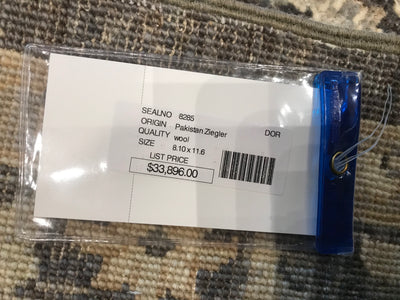 SEALNO 8285
ORIGIN Pakistan Ziegler DOR
QUALITY wool
SIZE 8.10 x 11.6
LIST PRICE
$33,896.00